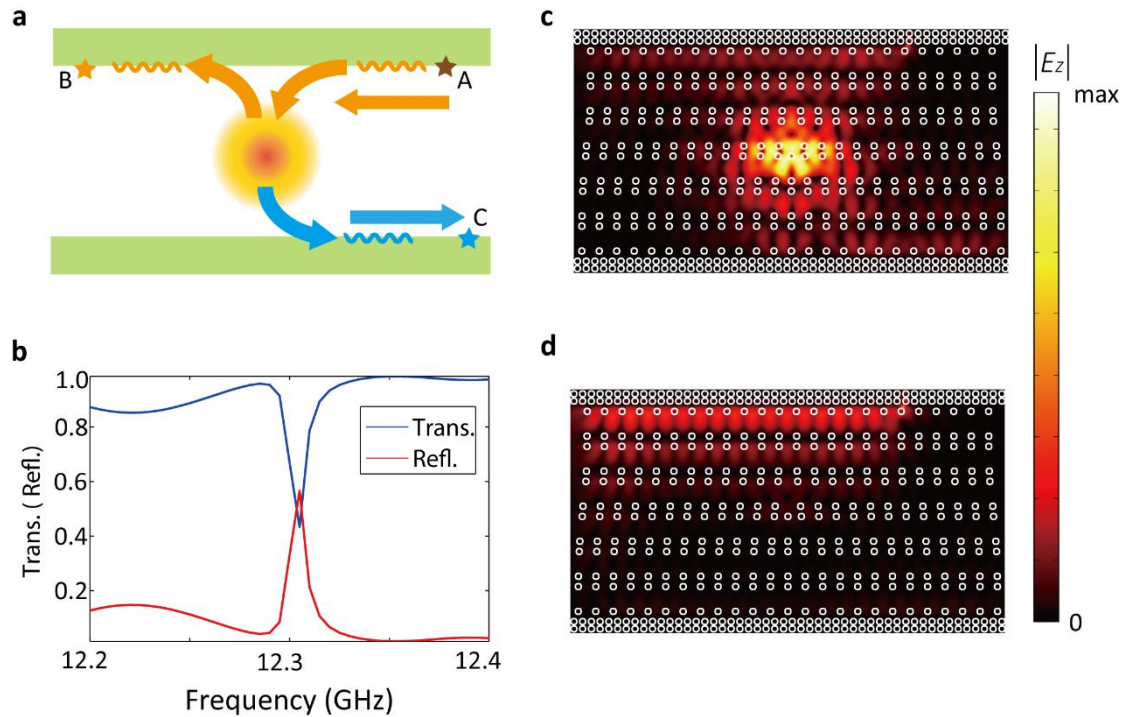 a
B
A
C
b
1.0
0.8
0.6
0.4
0.2
Trans. ( Refl.)
Trans.
Refl.
12.2
12.3
12.4
Frequency (GHz)
c
|Ez|
max
0
d